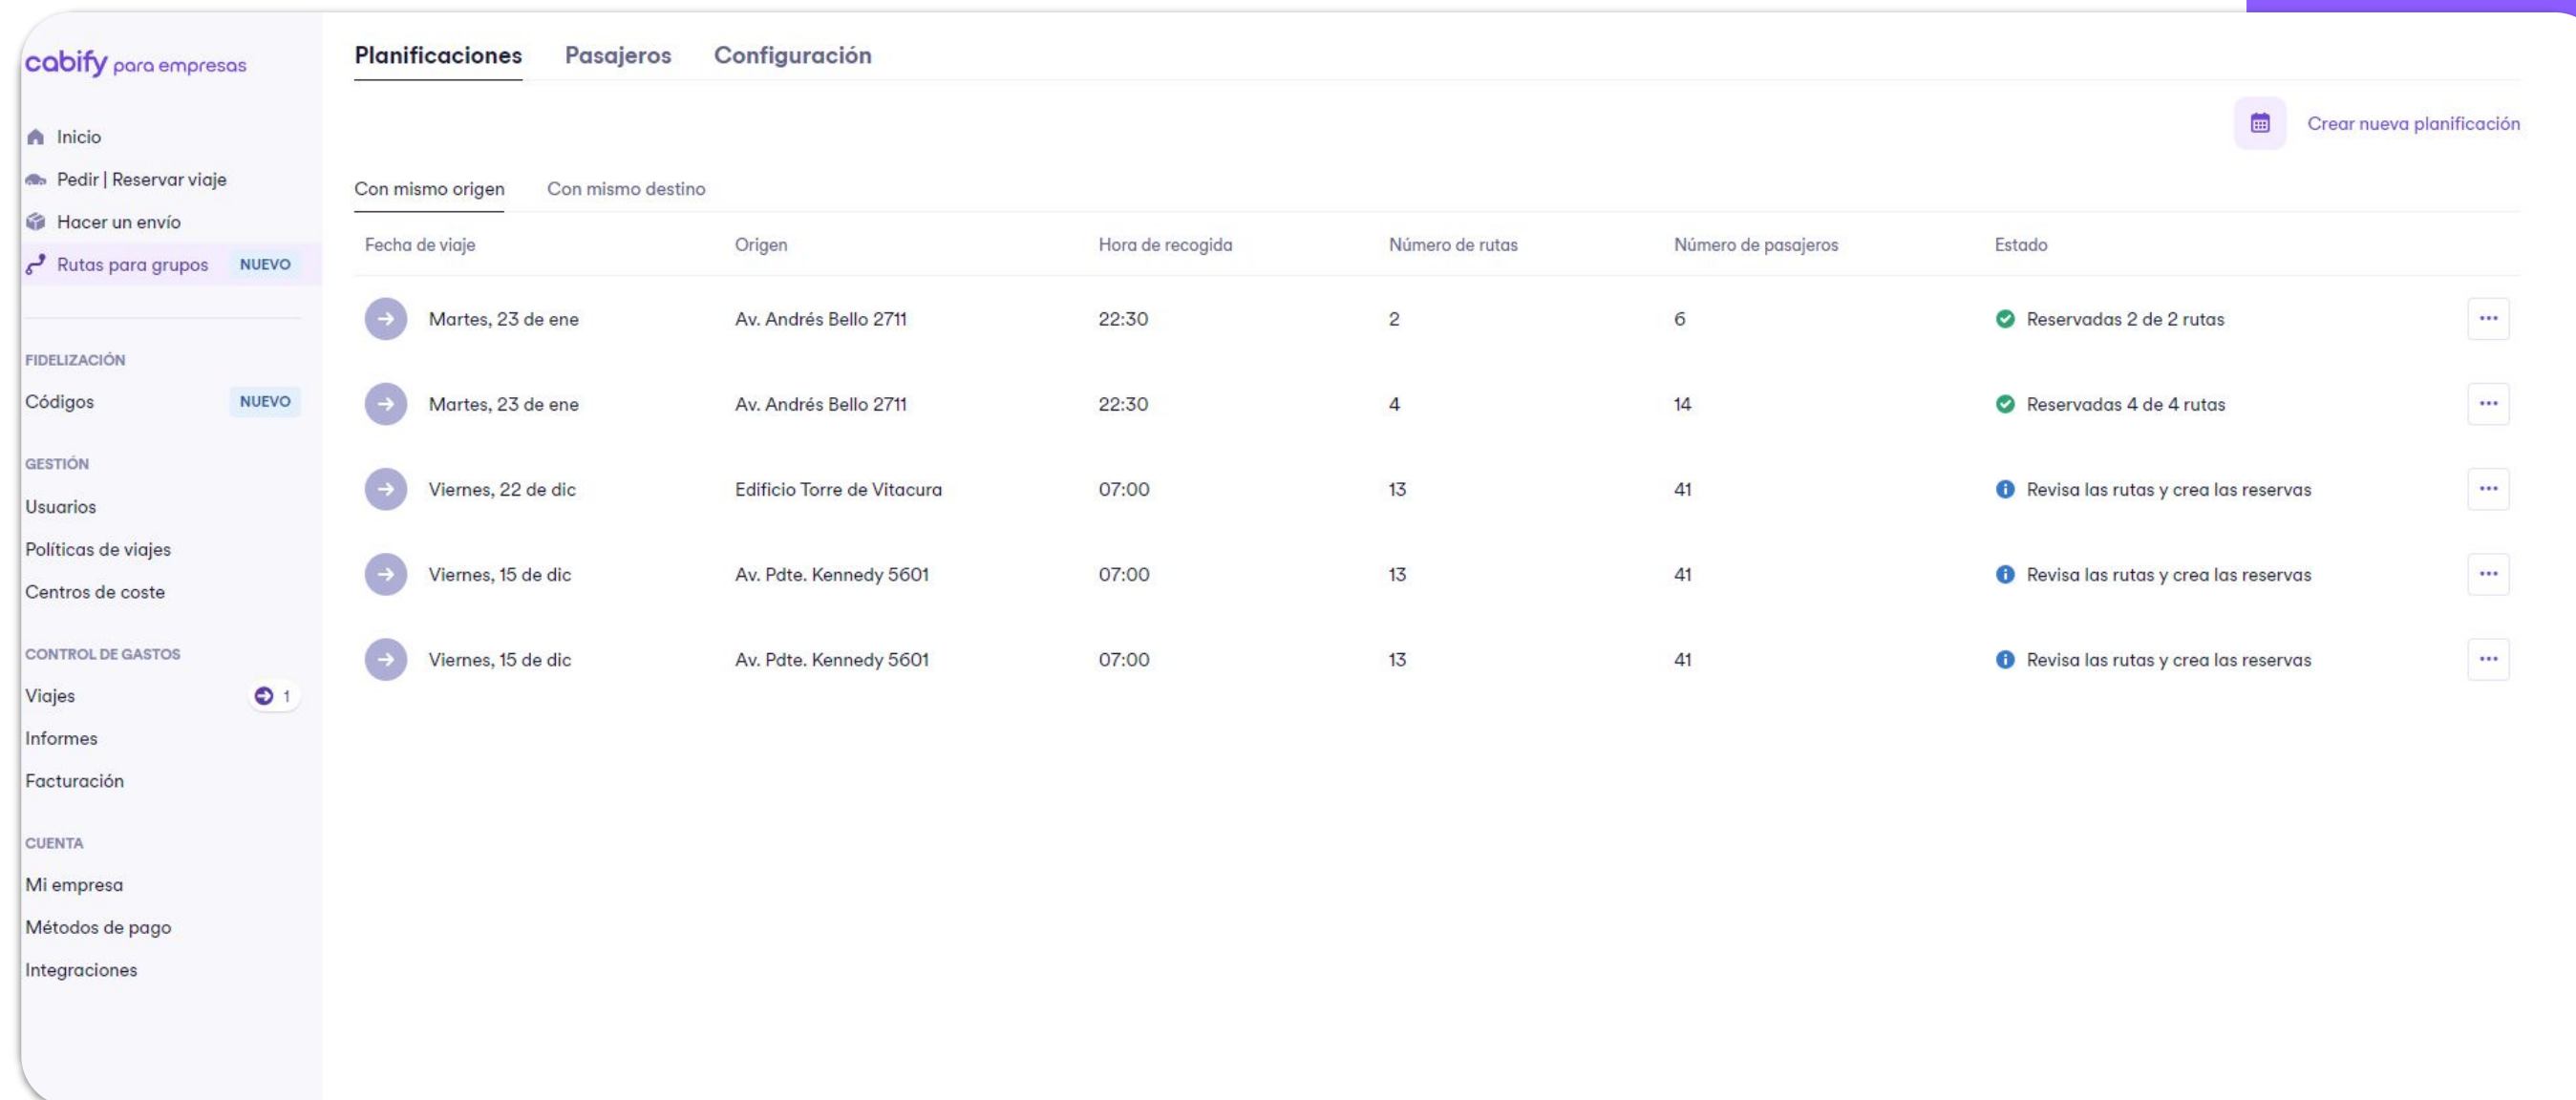 cabify para empresas
Inicio
Pedir | Reservar viaje
Hacer un envío
Rutas para grupos NUEVO
FIDELIZACIÓN
Códigos NUEVO
GESTIÓN
Usuarios
Políticas de viajes
Centros de coste
CONTROL DE GASTOS
Viajes 1
Informes
Facturación
CUENTA
Mi empresa
Métodos de pago
Integraciones
Planificaciones Pasajeros Configuración
Crear nueva planificación
Con mismo origen Con mismo destino
Fecha de viaje Origen Hora de recogida Número de rutas Número de pasajeros Estado
Martes, 23 de ene Av. Andrés Bello 2711 22:30 2 6 Reservadas 2 de 2 rutas
Martes, 23 de ene Av. Andrés Bello 2711 22:30 4 14 Reservadas 4 de 4 rutas
Viernes, 22 de dic Edificio Torre de Vitacura 07:00 13 41 Revisa las rutas y crea las reservas
Viernes, 15 de dic Av. Pdte. Kennedy 5601 07:00 13 41 Revisa las rutas y crea las reservas
Viernes, 15 de dic Av. Pdte. Kennedy 5601 07:00 13 41 Revisa las rutas y crea las reservas